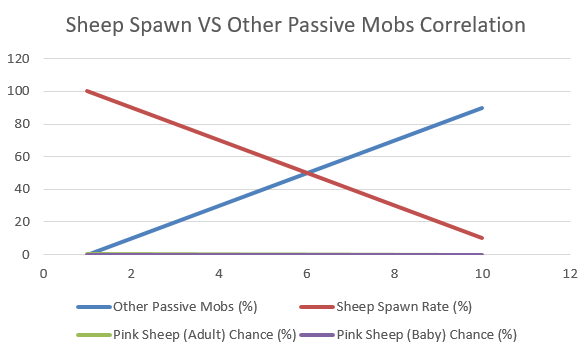 Sheep Spawn VS Other Passive Mobs Correlation
120
100
80
60
40
20
0
0 2 4 6 8 10 12
Other Passive Mobs (%) Sheep Spawn Rate (%)
Pink Sheep (Adult) Chance (%) Pink Sheep (Baby) Chance (%)